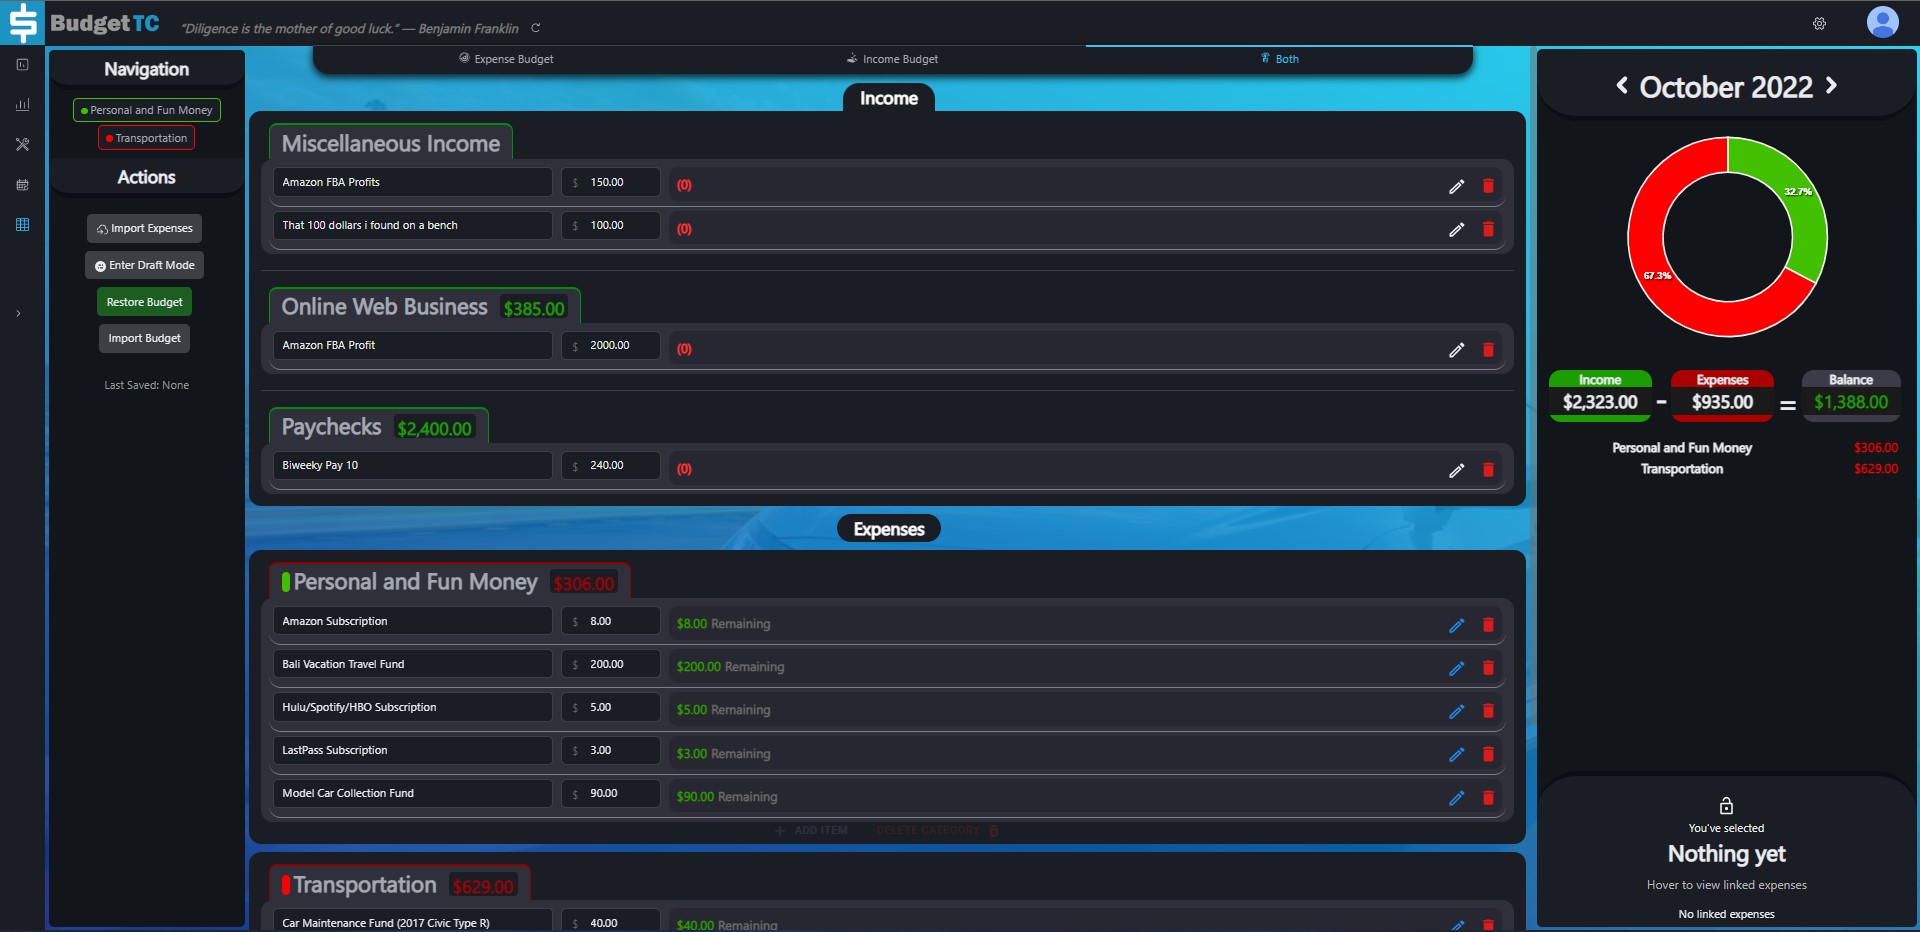 Budget TC
“Diligence is the mother of good luck.” — Benjamin Franklin
Navigation
Personal and Fun Money
Transportation
Actions
Import Expenses
Enter Draft Mode
Restore Budget
Import Budget
Last Saved: None
Expense Budget
Income Budget
Both
Income
Miscellaneous Income
Amazon FBA Profits $ 150.00 (0)
That 100 dollars i found on a bench $ 100.00 (0)
Online Web Business $385.00
Amazon FBA Profit $ 2000.00 (0)
Paychecks $2,400.00
Biweeky Pay 10 $ 240.00 (0)
Expenses
Personal and Fun Money $306.00
Amazon Subscription $ 8.00 $8.00 Remaining
Bali Vacation Travel Fund $ 200.00 $200.00 Remaining
Hulu/Spotify/HBO Subscription $ 5.00 $5.00 Remaining
LastPass Subscription $ 3.00 $3.00 Remaining
Model Car Collection Fund $ 90.00 $90.00 Remaining
+ ADD ITEM DELETE CATEGORY
Transportation $629.00
Car Maintenance Fund (2017 Civic Type R) $ 40.00 $40.00 Remaining
October 2022
32.7%
67.3%
Income Expenses Balance
$2,323.00 - $935.00 = $1,388.00
Personal and Fun Money $306.00
Transportation $629.00
You've selected
Nothing yet
Hover to view linked expenses
No linked expenses